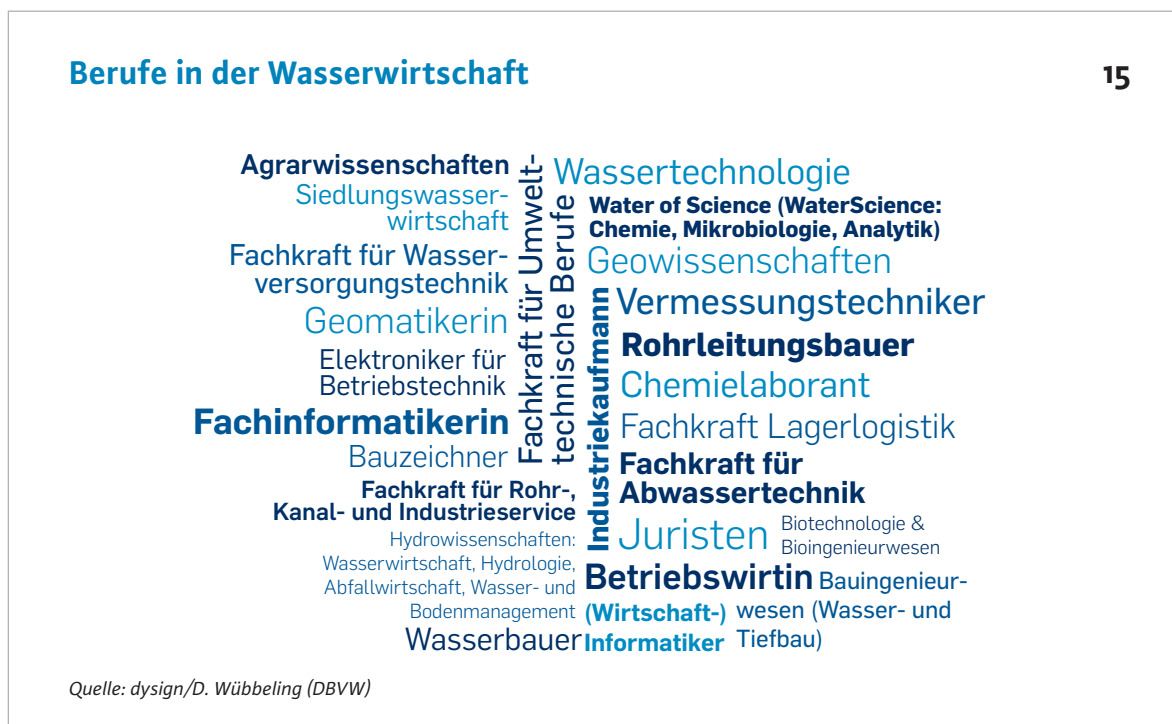 Berufe in der Wasserwirtschaft
15
Agrarwissenschaften
Siedlungswasser-
wirtschaft
Fachkraft für Wasser-
versorgungstechnik
Geomatikerin
Elektroniker für
Betriebstechnik
Fachinformatikerin
Bauzeichner
Fachkraft für Rohr-,
Kanal- und Industrieservice
Hydrowissenschaften:
Wasserwirtschaft, Hydrologie,
Abfallwirtschaft, Wasser- und
Bodenmanagement
Wasserbauer
Fachkraft für Umwelt-
technische Berufe
Industriekaufmann
Wassertechnologie
Water of Science (WaterScience:
Chemie, Mikrobiologie, Analytik)
Geowissenschaften
Vermessungstechniker
Rohrleitungsbauer
Chemielaborant
Fachkraft Lagerlogistik
Fachkraft für
Abwassertechnik
Juristen
Biotechnologie &
Bioingenieurwesen
Betriebswirtin
(Wirtschaft-)
Informatiker
Bauingenieur-
wesen (Wasser- und
Tiefbau)
Quelle: dysign/D. Wübbeling (DBVW)